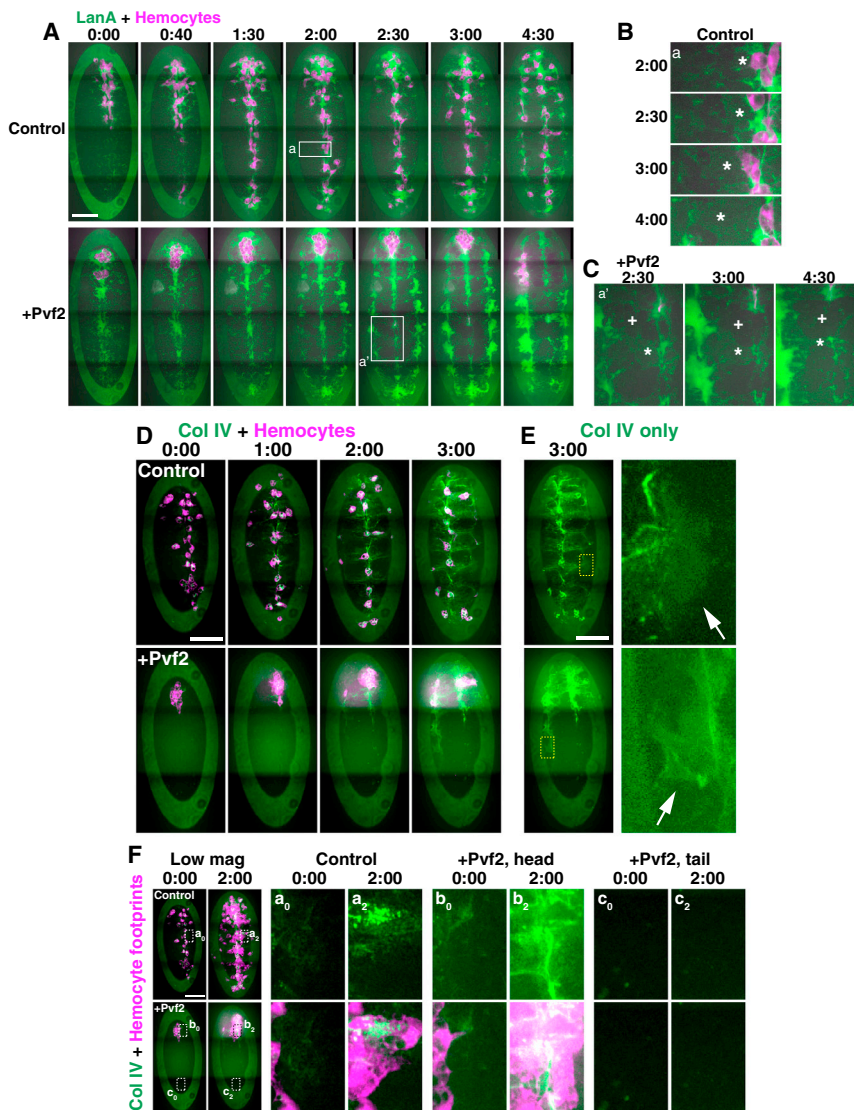 LanA + Hemocytes
A
0:00 0:40 1:30 2:00 2:30 3:00 4:30
Control
a
+Pvf2
a'
B
Control
2:00
a
*
2:30
*
3:00
*
4:00
*
C
+Pvf2
2:30 3:00 4:30
a'
+ + +
* * *
D
Col IV + Hemocytes
0:00 1:00 2:00 3:00
Control
+Pvf2
E
Col IV only
3:00
F
Col IV + Hemocyte footprints
Low mag Control +Pvf2, head +Pvf2, tail
0:00 2:00 0:00 2:00 0:00 2:00 0:00 2:00
Control
a₀ a₂ a₀ a₂ b₀ b₂ c₀ c₂
+Pvf2
b₀ b₂
c₀ c₂